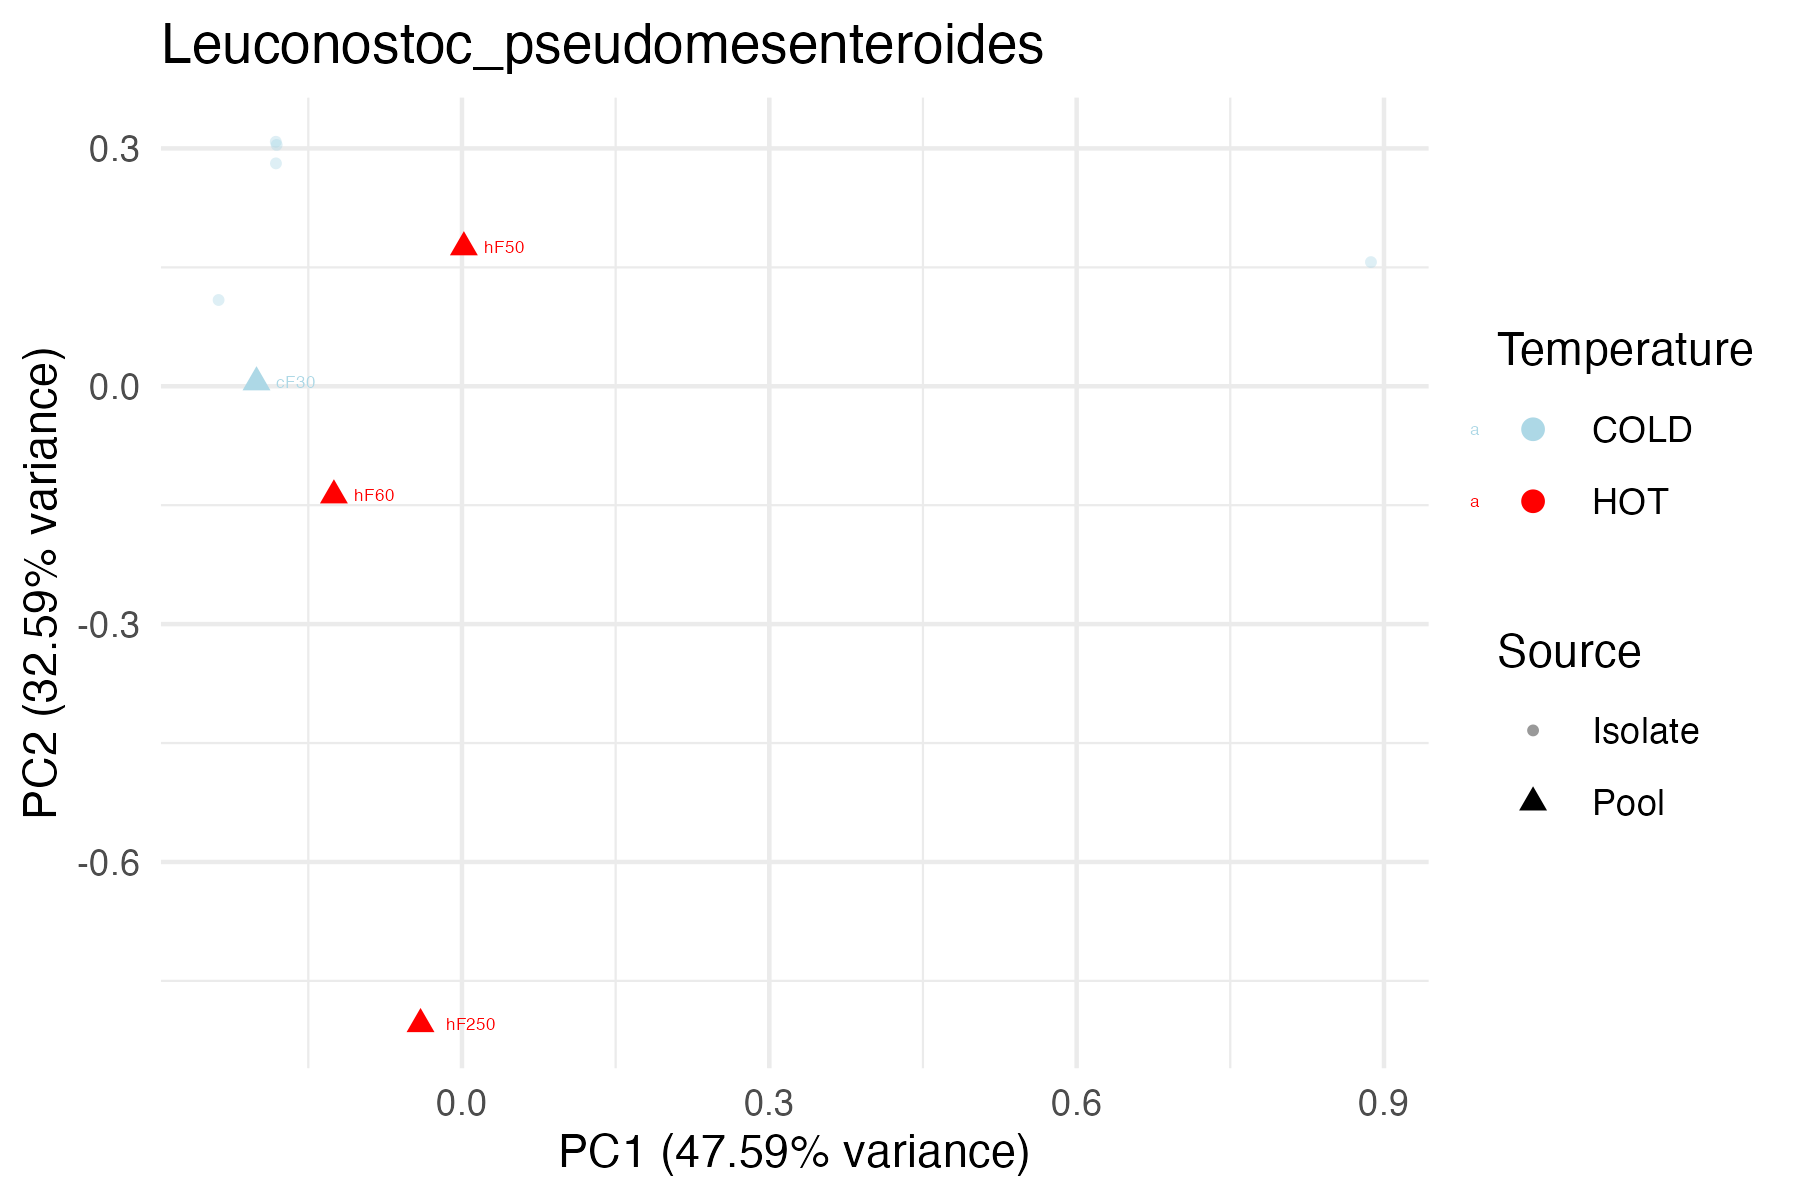 Leuconostoc_pseudomesenteroides
PC2 (32.59% variance)
0.3
0.0
-0.3
-0.6
hF50
cF30
hF60
hF250
0.0
0.3
0.6
0.9
PC1 (47.59% variance)
Temperature
a COLD
a HOT
Source
Isolate
Pool